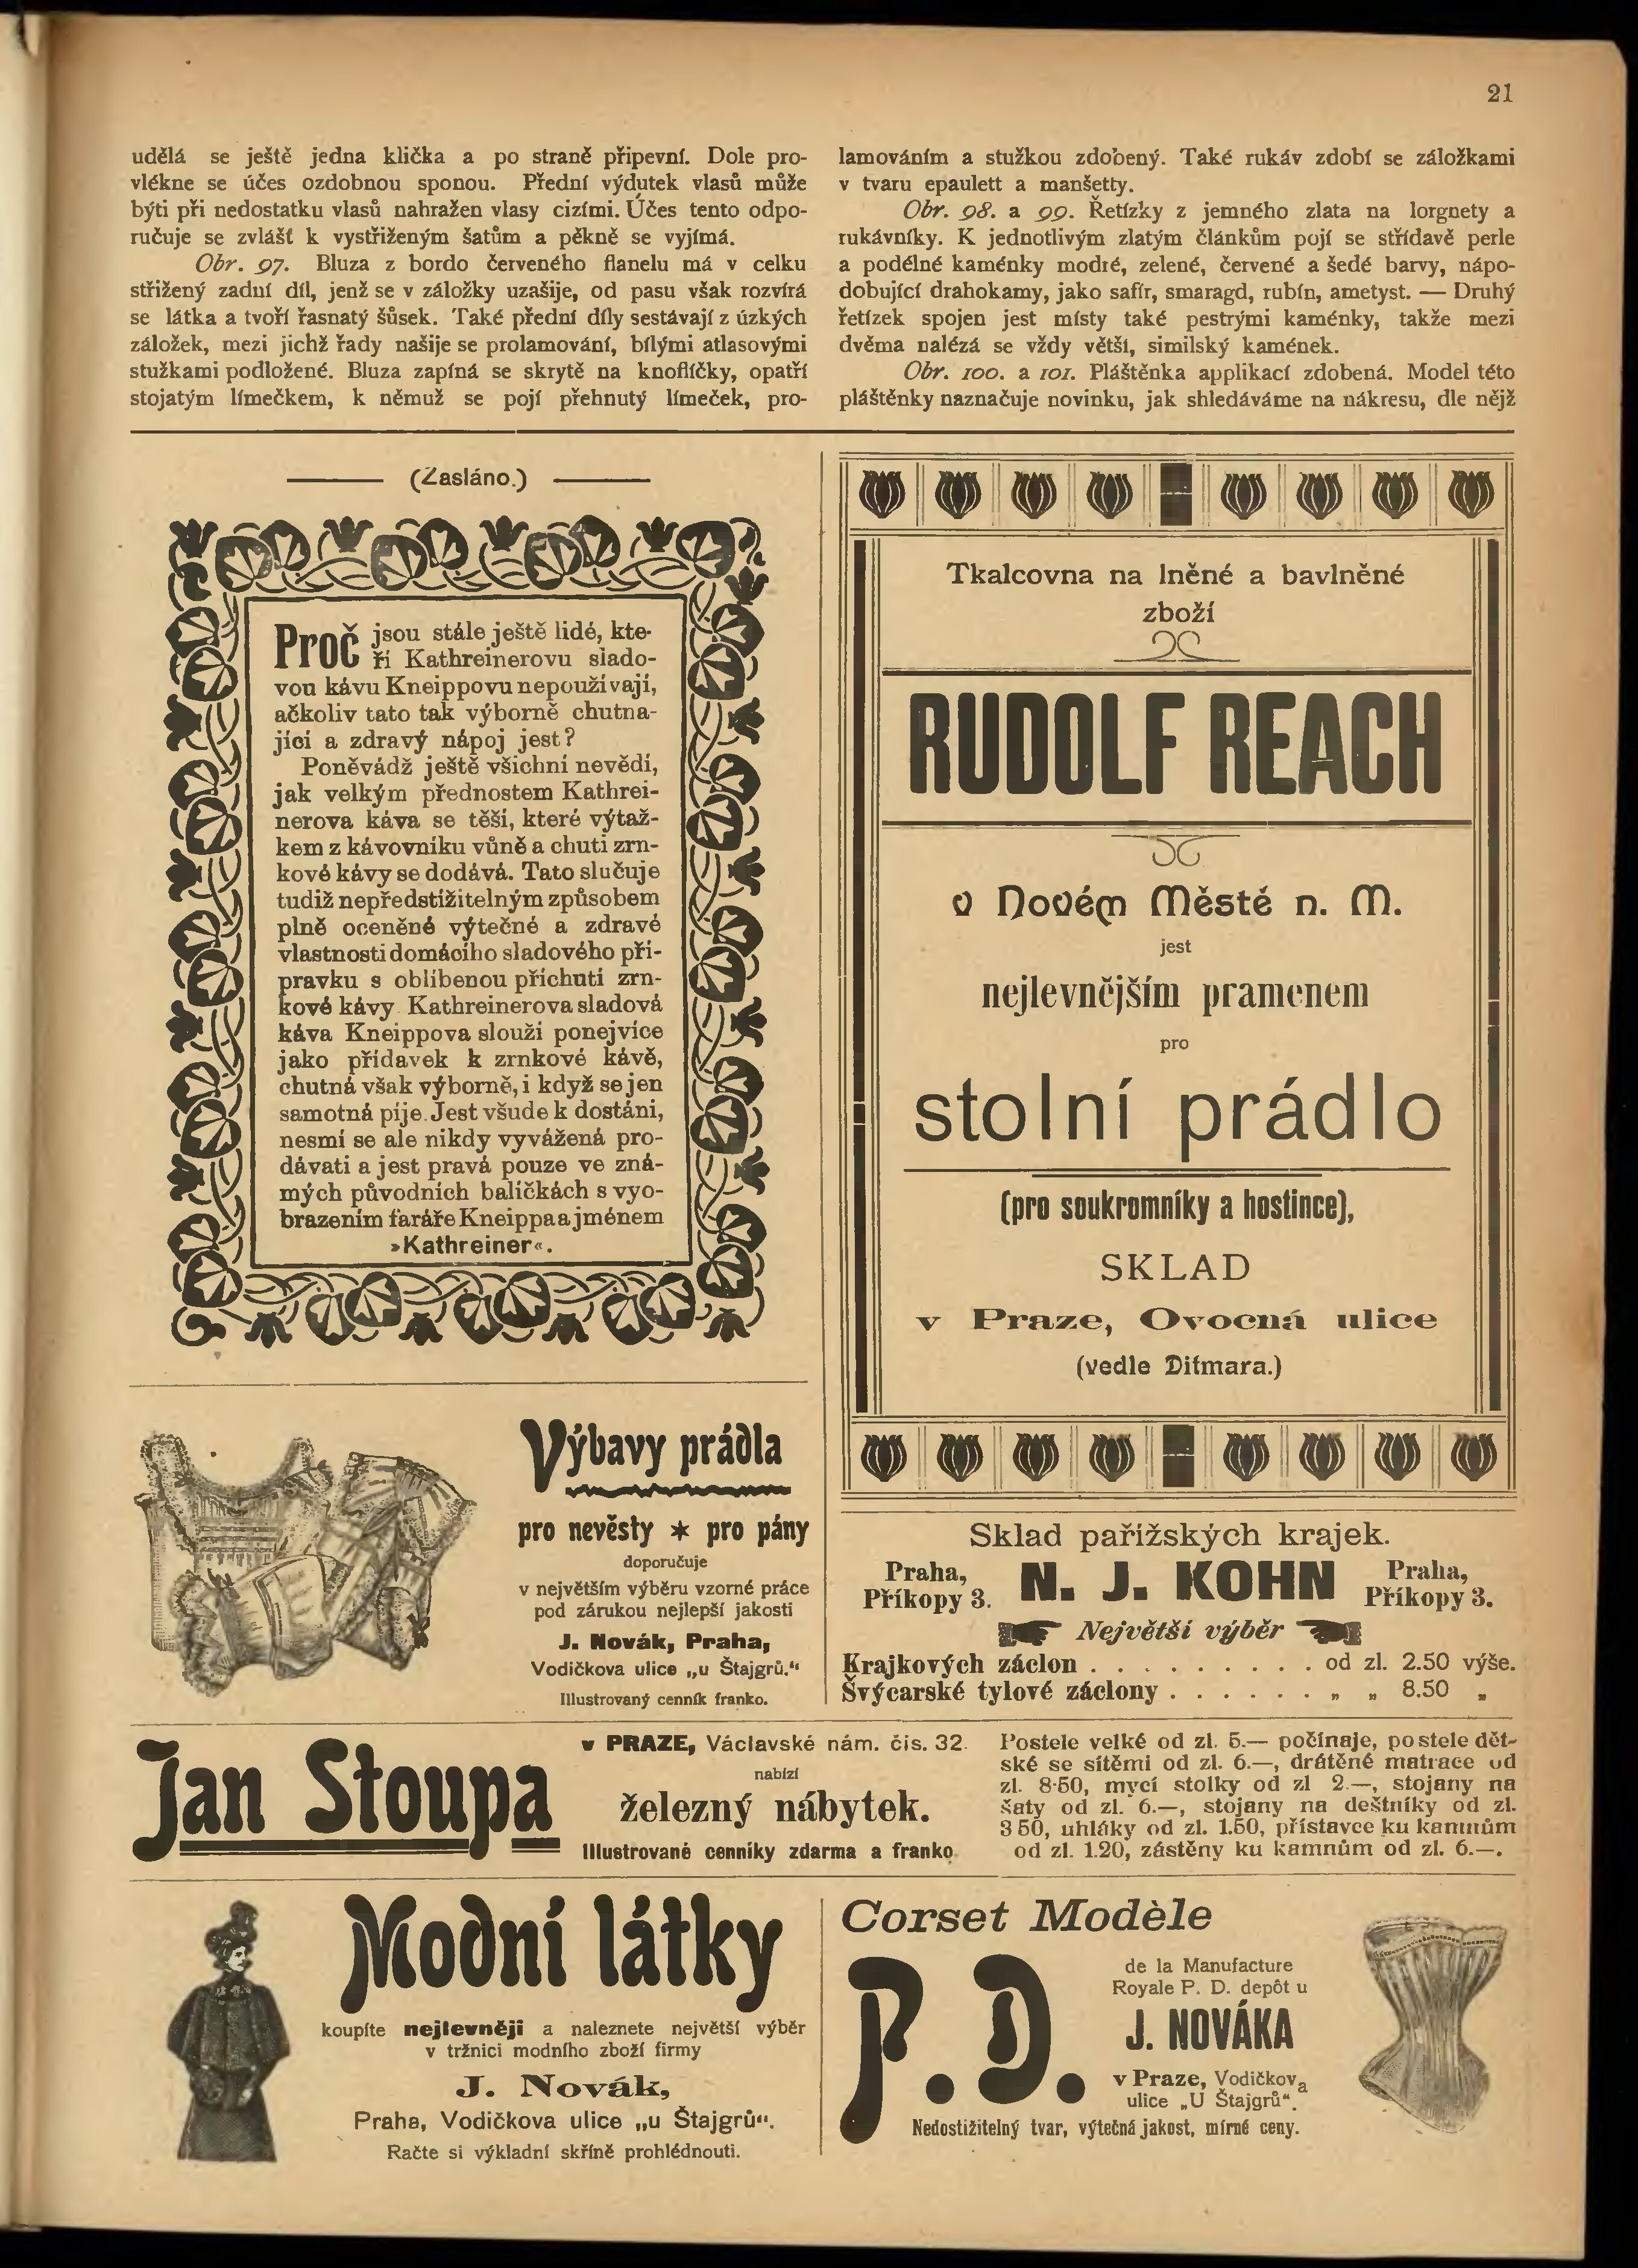 21
udělá se ještě jedna klička a po straně připevní. Dole pro-
vlékne se účes ozdobnou sponou. Přední výdutek vlasů může
býti při nedostatku vlasů nahražen vlasy cizími. Účes tento odpo-
ručuje se zvlášť k vystřiženým šatům a pěkně se vyjímá.
Obr. 97. Bluza z bordo červeného flanelu má v celku
střižený zadní díl, jenž se v záložky uzašije, od pasu však rozvírá
se látka a tvoří řasnatý šůsek. Také přední díly sestávají z úzkých
záložek, mezi jichž řady našije se prolamování, bílými atlasovými
stužkami podložené. Bluza zapíná se skrytě na knoflíčky, opatří
stojatým límečkem, k němuž se pojí přehnutý límeček, pro-
lamováním a stužkou zdobený. Také rukáv zdobí se záložkami
v tvaru epaulett a manšetty.
Obr. 98. a 99. Řetízky z jemného zlata na lorgnety a
rukávníky. K jednotlivým zlatým článkům pojí se střídavě perle
a podélné kaménky modré, zelené, červené a šedé barvy, nápo-
dobující drahokamy, jako safír, smaragd, rubín, ametyst. — Druhý
řetízek spojen jest místy také pestrými kaménky, takže mezi
dvěma nalézá se vždy větší, similský kamének.
Obr. 100. a 101. Pláštěnka applikací zdobená. Model této
pláštěnky naznačuje novinku, jak shledáváme na nákresu, dle nějž
(Zasláno.)
Proč jsou stále ještě lidé, kte-
ří Kathreinerovu slado-
vou kávu Kneippovu nepoužívají,
ačkoliv tato tak výborně chutna-
jící a zdravý nápoj jest?
Poněvádž ještě všichni nevědí,
jak velkým přednostem Kathrei-
nerova káva se těší, které výtaž-
kem z kávovníku vůně a chuti zrn-
kové kávy se dodává. Tato slučuje
tudiž nepředstižitelným způsobem
plně oceněné výtečné a zdravé
vlastnosti domácího sladového pří-
pravku s oblíbenou příchutí zrn-
kové kávy Kathreinerova sladová
káva Kneippova slouží ponejvíce
jako přídavek k zrnkové kávě,
chutná však výborně, i když se jen
samotná pije. Jest všude k dostání,
nesmí se ale nikdy vyvážená pro-
dávati a jest pravá pouze ve zná-
mých původních balíčkách s vyo-
brazením faráře Kneippa a jménem
»Kathreiner«.
Tkalcovna na lněné a bavlněné
zboží
RUDOLF REACH
v Novém Městé n. M.
jest
nejlevnějším pramenem
pro
stolní prádlo
(pro soukromníky a hostince),
SKLAD
v Praze, Ovocná ulice
(vedle Ditmara.)
Výbavy prádla
pro nevěsty * pro pány
doporučuje
v největším výběru vzorné práce
pod zárukou nejlepší jakosti
J. Novák, Praha,
Vodičkova ulice „u Štajgrů.“
Illustrovaný cenník franko.
Sklad pařížských krajek.
Praha, Příkopy 3. N. J. KOHN Praha, Příkopy 3.
Největší výběr
Krajkových záclon . . . . . . . . . . od zl. 2.50 výše.
Švýcarské tylové záclony . . . . . . . „ „ 8.50 „
Jan Stoupa
v PRAZE, Václavské nám. čís. 32
nabízí
železný nábytek.
Illustrované cenníky zdarma a franko
Postele velké od zl. 5.— počínaje, postele dět-
ské se sítěmi od zl. 6.—, drátěné matrace od
zl. 8·50, mycí stolky od zl 2.—, stojany na
šaty od zl. 6.—, stojany na deštníky od zl.
3 50, uhláky od zl. 1.50, přístavce ku kamnům
od zl. 1.20, zástěny ku kamnům od zl. 6.—.
Modní látky
koupíte nejlevněji a naleznete největší výběr
v tržnici modního zboží firmy
J. Novák,
Praha, Vodičkova ulice „u Štajgrů“.
Račte si výkladní skříně prohlédnouti.
Corset Modèle
P. D.
de la Manufacture
Royale P. D. depôt u
J. NOVÁKA
v Praze, Vodičkova
ulice „U Štajgrů“.
Nedostižitelný tvar, výtečná jakost, mírné ceny.